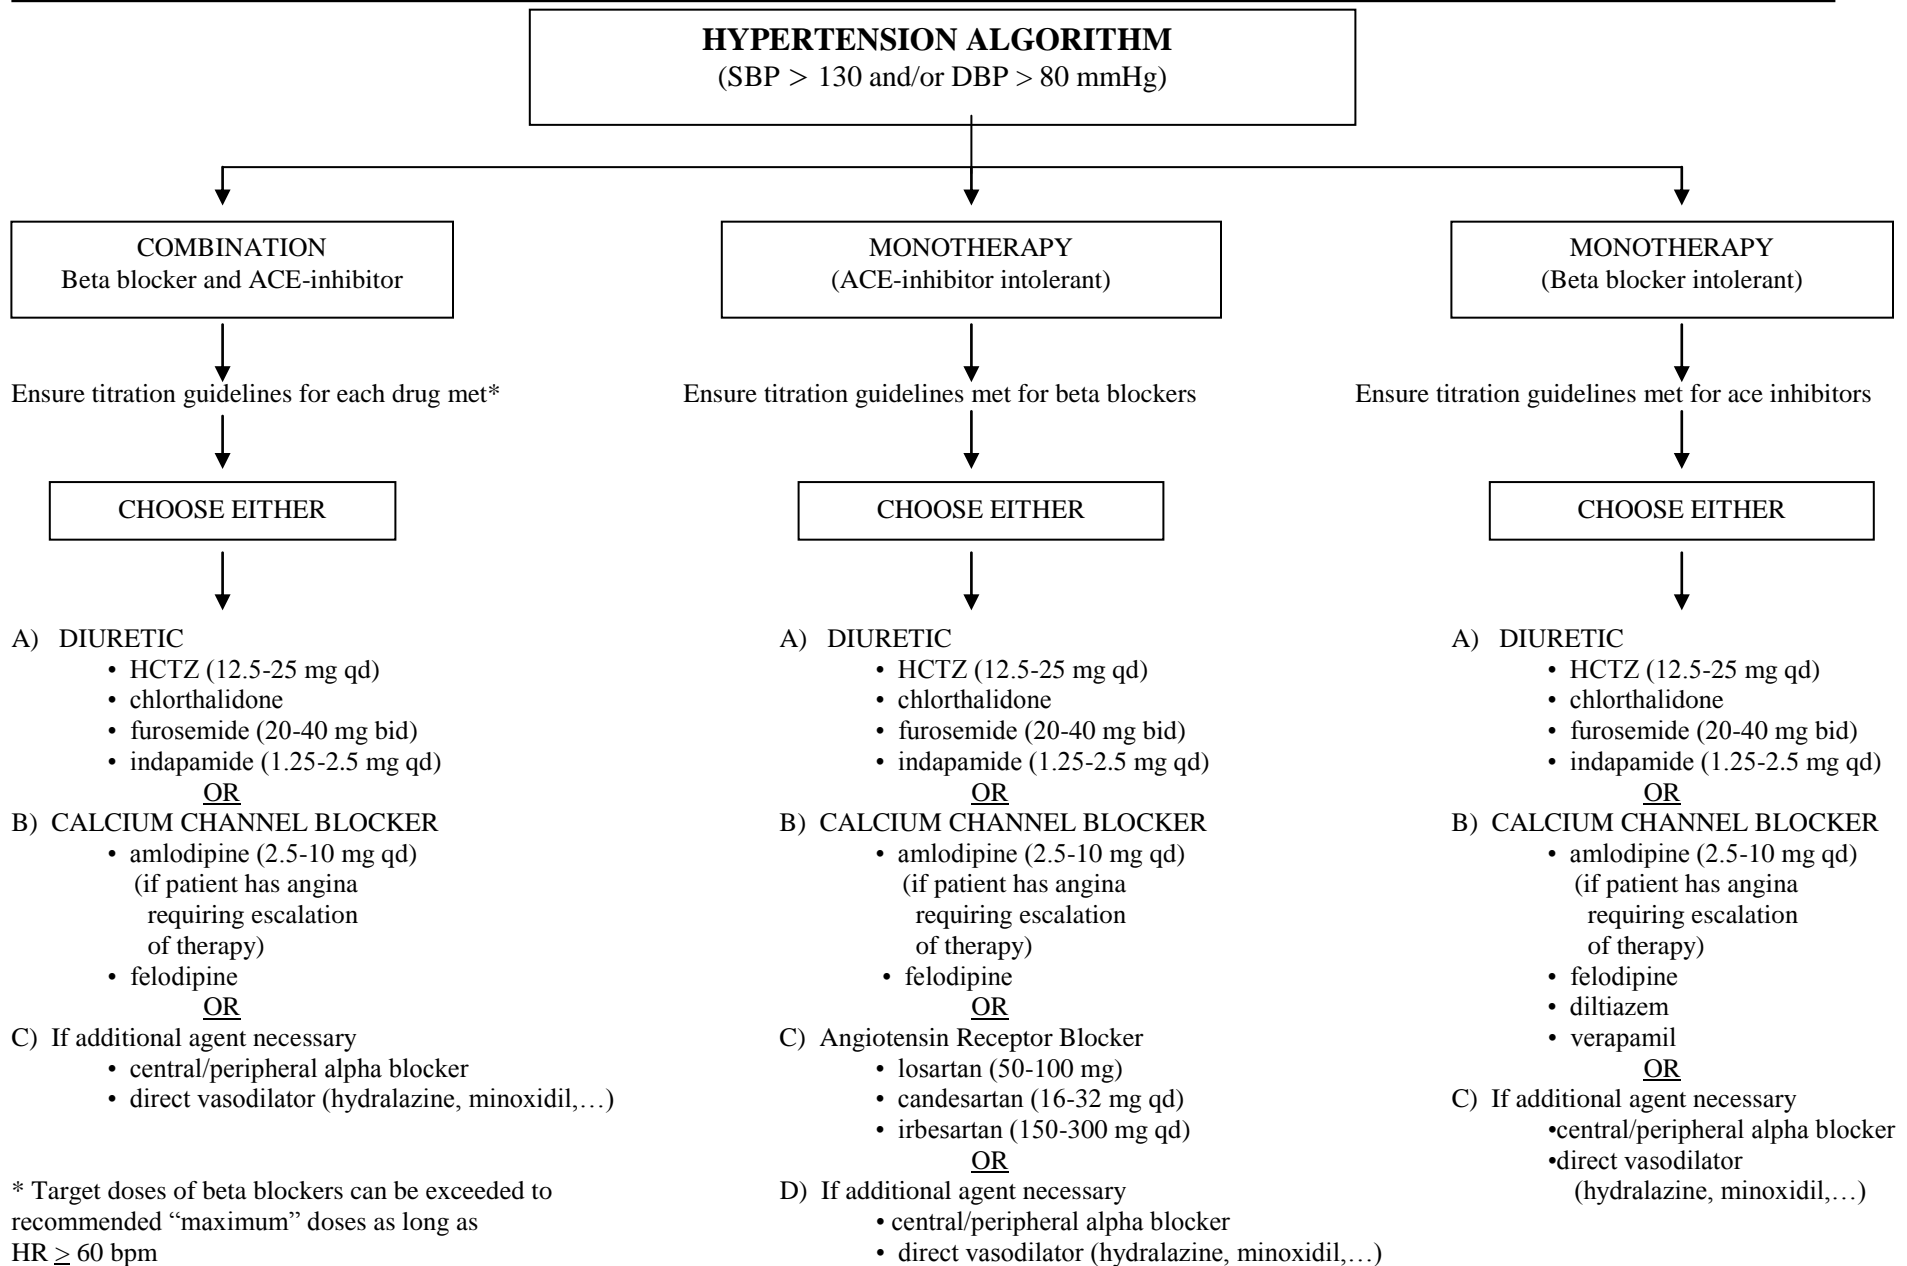 HYPERTENSION ALGORITHM
(SBP > 130 and/or DBP > 80 mmHg)
COMBINATION
Beta blocker and ACE-inhibitor
Ensure titration guidelines for each drug met*
CHOOSE EITHER
A) DIURETIC
• HCTZ (12.5-25 mg qd)
• chlorthalidone
• furosemide (20-40 mg bid)
• indapamide (1.25-2.5 mg qd)
OR
B) CALCIUM CHANNEL BLOCKER
• amlodipine (2.5-10 mg qd)
(if patient has angina
requiring escalation
of therapy)
• felodipine
OR
C) If additional agent necessary
• central/peripheral alpha blocker
• direct vasodilator (hydralazine, minoxidil,…)
* Target doses of beta blockers can be exceeded to
recommended “maximum” doses as long as
HR ≥ 60 bpm
MONOTHERAPY
(ACE-inhibitor intolerant)
Ensure titration guidelines met for beta blockers
CHOOSE EITHER
A) DIURETIC
• HCTZ (12.5-25 mg qd)
• chlorthalidone
• furosemide (20-40 mg bid)
• indapamide (1.25-2.5 mg qd)
OR
B) CALCIUM CHANNEL BLOCKER
• amlodipine (2.5-10 mg qd)
(if patient has angina
requiring escalation
of therapy)
• felodipine
OR
C) Angiotensin Receptor Blocker
• losartan (50-100 mg)
• candesartan (16-32 mg qd)
• irbesartan (150-300 mg qd)
OR
D) If additional agent necessary
• central/peripheral alpha blocker
• direct vasodilator (hydralazine, minoxidil,…)
MONOTHERAPY
(Beta blocker intolerant)
Ensure titration guidelines met for ace inhibitors
CHOOSE EITHER
A) DIURETIC
• HCTZ (12.5-25 mg qd)
• chlorthalidone
• furosemide (20-40 mg bid)
• indapamide (1.25-2.5 mg qd)
OR
B) CALCIUM CHANNEL BLOCKER
• amlodipine (2.5-10 mg qd)
(if patient has angina
requiring escalation
of therapy)
• felodipine
• diltiazem
• verapamil
OR
C) If additional agent necessary
•central/peripheral alpha blocker
•direct vasodilator
(hydralazine, minoxidil,…)